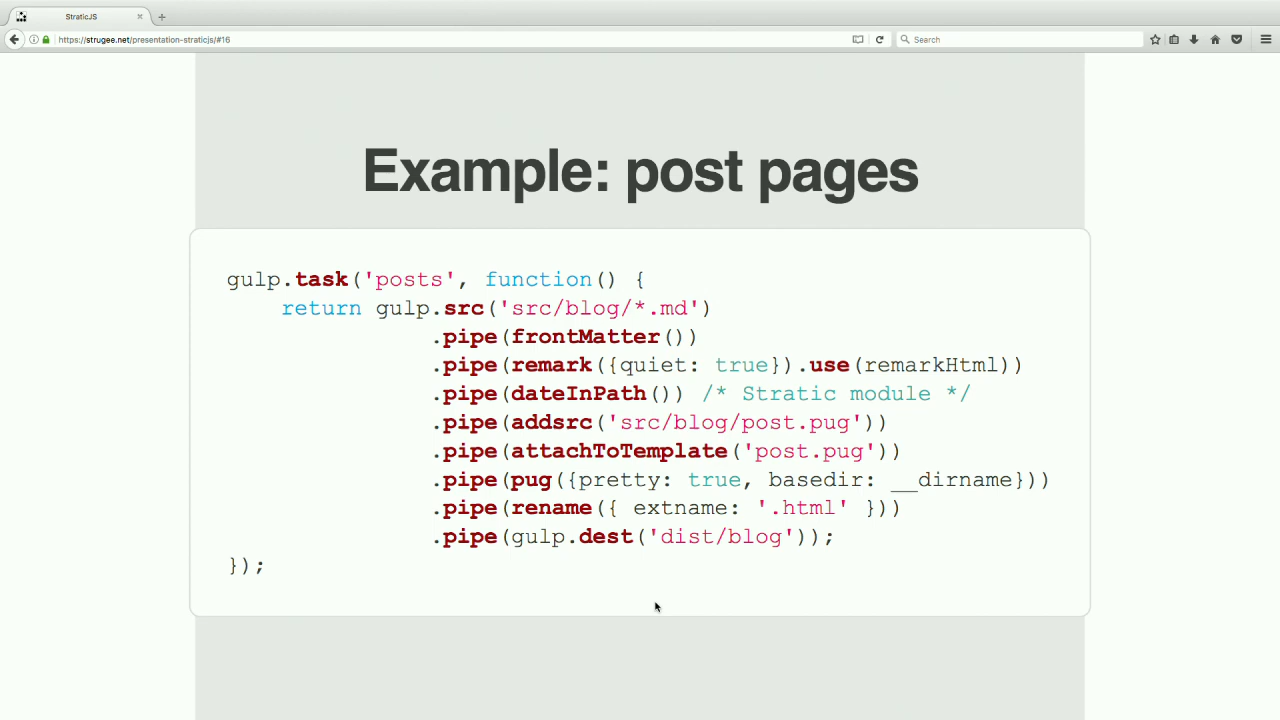 StraticJS
https://strugee.net/presentation-straticjs/#16
Search
Example: post pages
gulp.task('posts', function() {
    return gulp.src('src/blog/*.md')
               .pipe(frontMatter())
               .pipe(remark({quiet: true}).use(remarkHtml))
               .pipe(dateInPath()) /* Stratic module */
               .pipe(addsrc('src/blog/post.pug'))
               .pipe(attachToTemplate('post.pug'))
               .pipe(pug({pretty: true, basedir: __dirname}))
               .pipe(rename({ extname: '.html' }))
               .pipe(gulp.dest('dist/blog'));
});